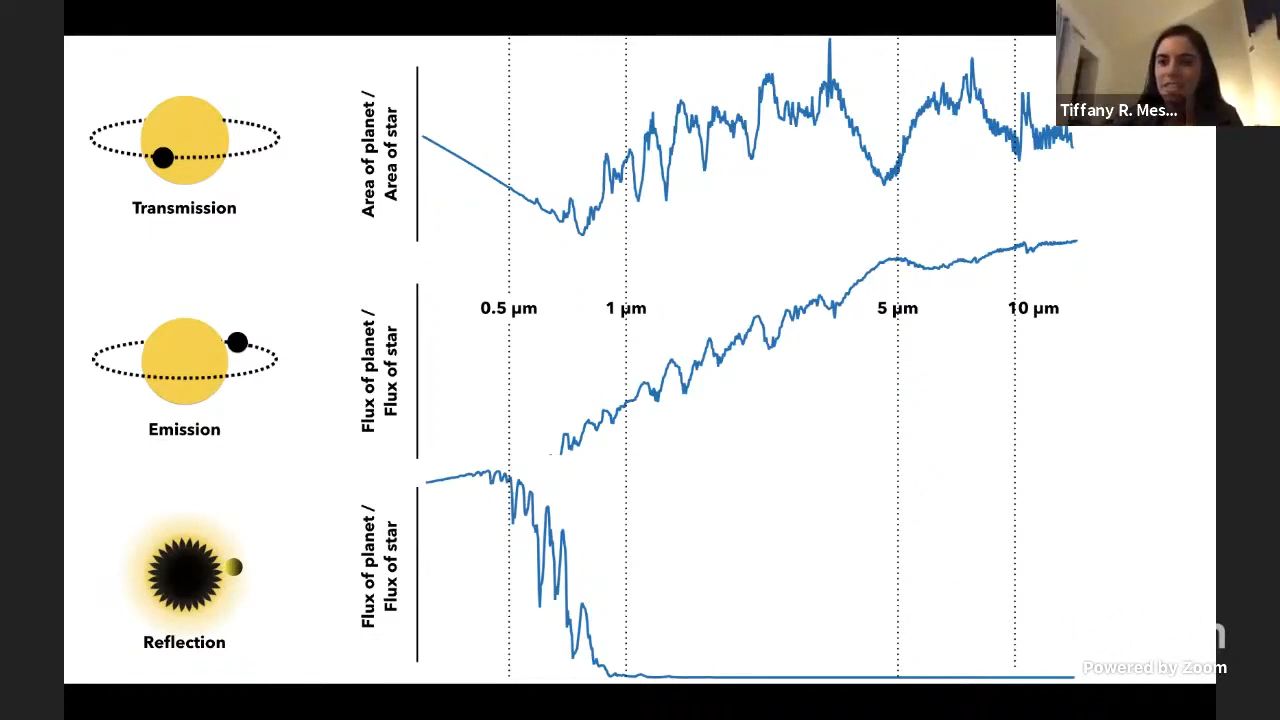 Tiffany R. Mes...
Area of planet /
Area of star
Transmission
0.5 µm
1 µm
5 µm
10 µm
Flux of planet /
Flux of star
Emission
Flux of planet /
Flux of star
Reflection
Powered by Zoom